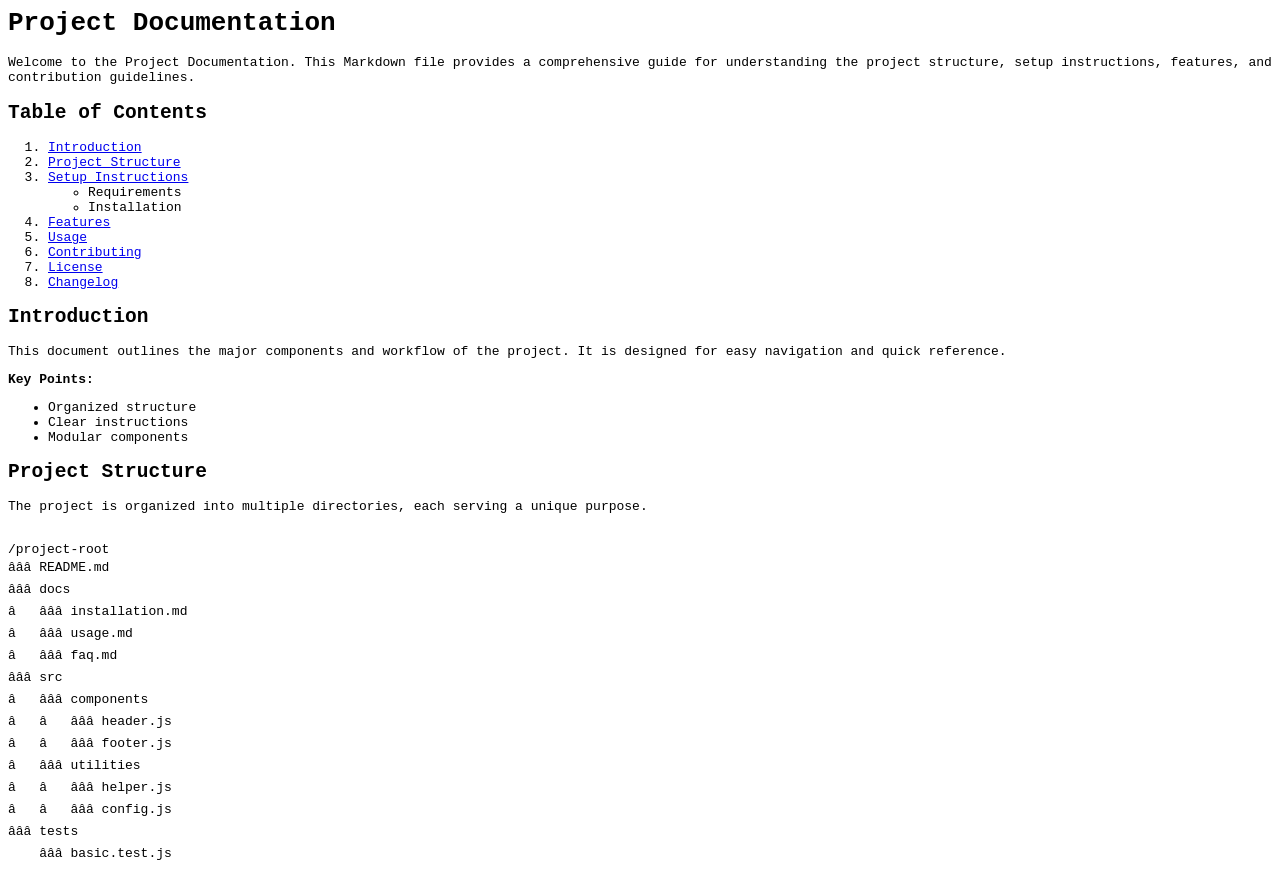 Project Documentation
Welcome to the Project Documentation. This Markdown file provides a comprehensive guide for understanding the project structure, setup instructions, features, and
contribution guidelines.
Table of Contents
1. Introduction
2. Project Structure
3. Setup Instructions
◦ Requirements
◦ Installation
4. Features
5. Usage
6. Contributing
7. License
8. Changelog
Introduction
This document outlines the major components and workflow of the project. It is designed for easy navigation and quick reference.
Key Points:
• Organized structure
• Clear instructions
• Modular components
Project Structure
The project is organized into multiple directories, each serving a unique purpose.
/project-root
âââ README.md
âââ docs
â   âââ installation.md
â   âââ usage.md
â   âââ faq.md
âââ src
â   âââ components
â   â   âââ header.js
â   â   âââ footer.js
â   âââ utilities
â   â   âââ helper.js
â   â   âââ config.js
âââ tests
    âââ basic.test.js